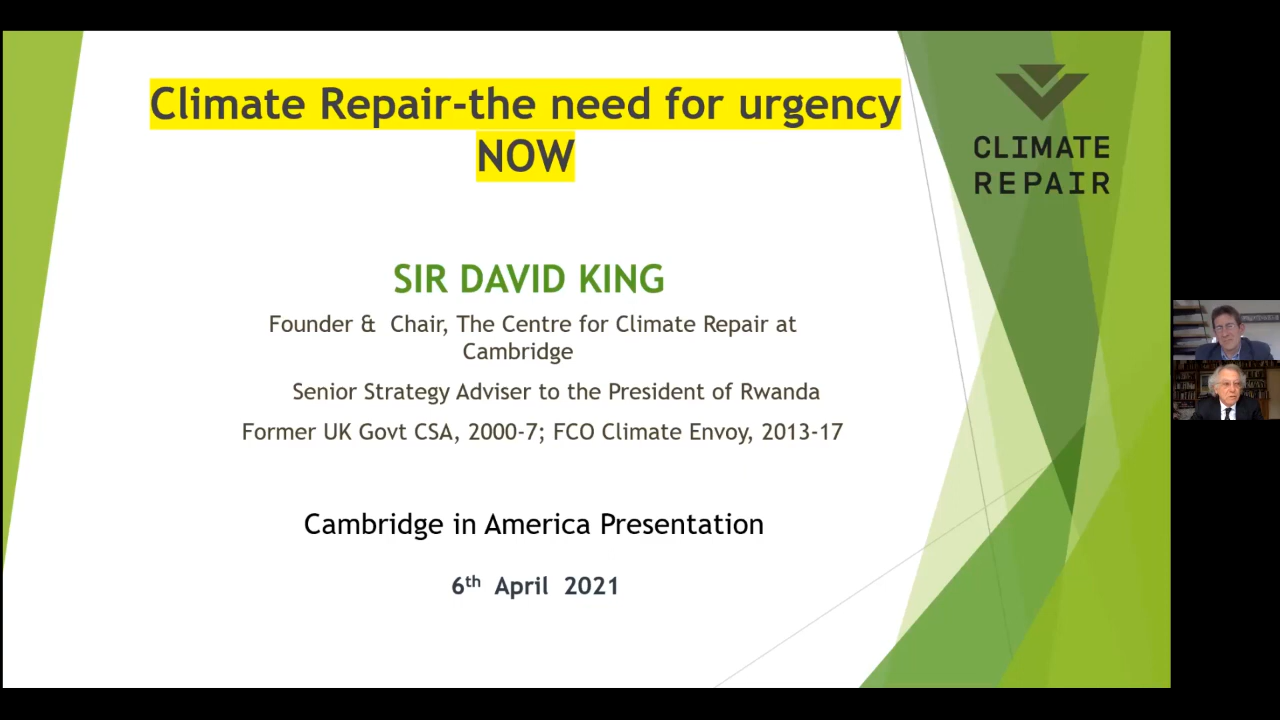 Climate Repair-the need for urgency
NOW
CLIMATE
REPAIR
SIR DAVID KING
Founder & Chair, The Centre for Climate Repair at
Cambridge
Senior Strategy Adviser to the President of Rwanda
Former UK Govt CSA, 2000-7; FCO Climate Envoy, 2013-17
Cambridge in America Presentation
6th April 2021